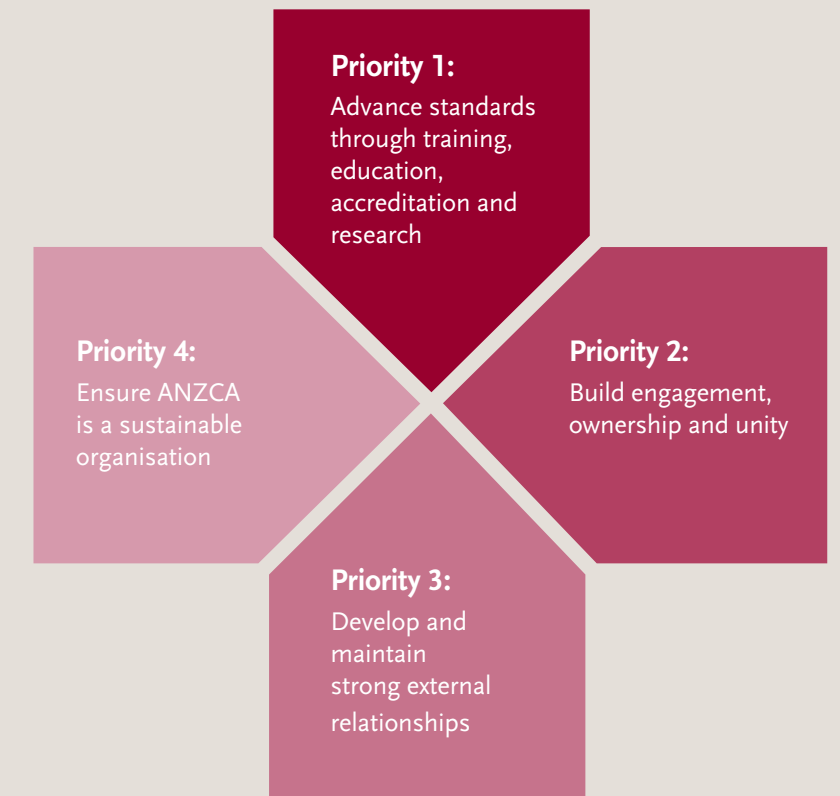 Priority 1:
Advance standards
through training,
education,
accreditation and
research
Priority 4:
Ensure ANZCA
is a sustainable
organisation
Priority 2:
Build engagement,
ownership and unity
Priority 3:
Develop and
maintain
strong external
relationships